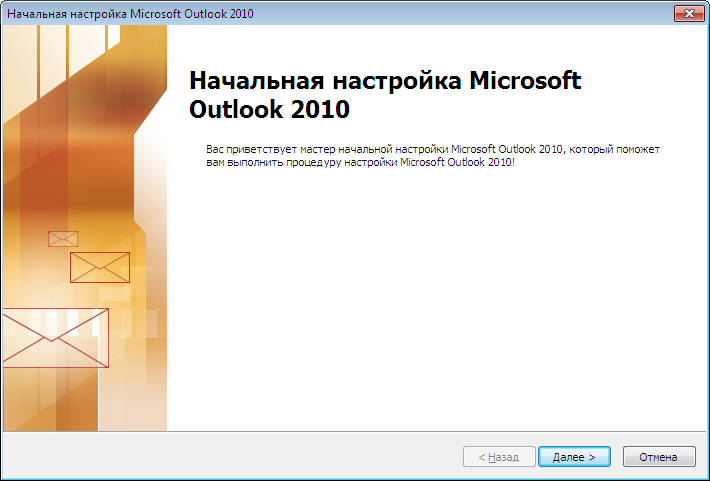 Начальная настройка Microsoft Outlook 2010
Начальная настройка Microsoft
Outlook 2010
Вас приветствует мастер начальной настройки Microsoft Outlook 2010, который поможет
вам выполнить процедуру настройки Microsoft Outlook 2010!
< Назад
Далее >
Отмена